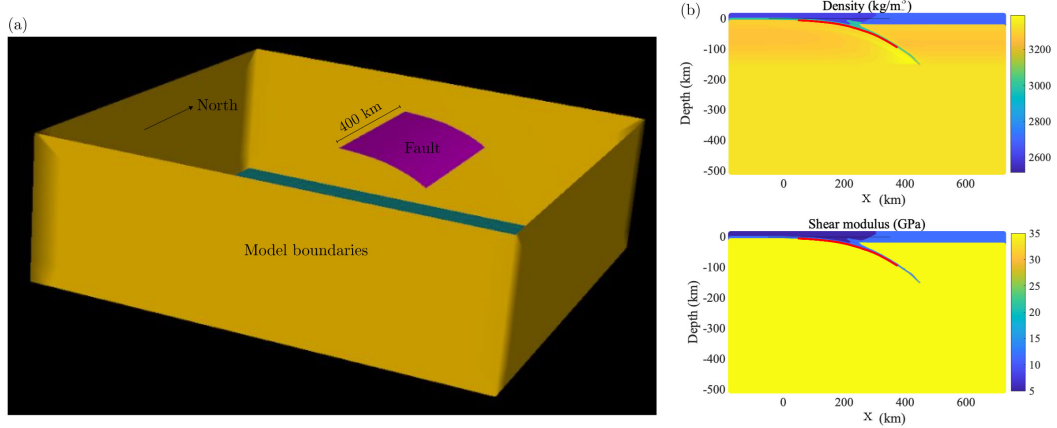 (a)
North
400 km
Fault
Model boundaries
(b)
Density (kg/m³)
0
-100
-200
-300
-400
-500
Depth (km)
0
200
400
600
X (km)
3200
3000
2800
2600
Shear modulus (GPa)
0
-100
-200
-300
-400
-500
Depth (km)
0
200
400
600
X (km)
35
30
25
20
15
10
5